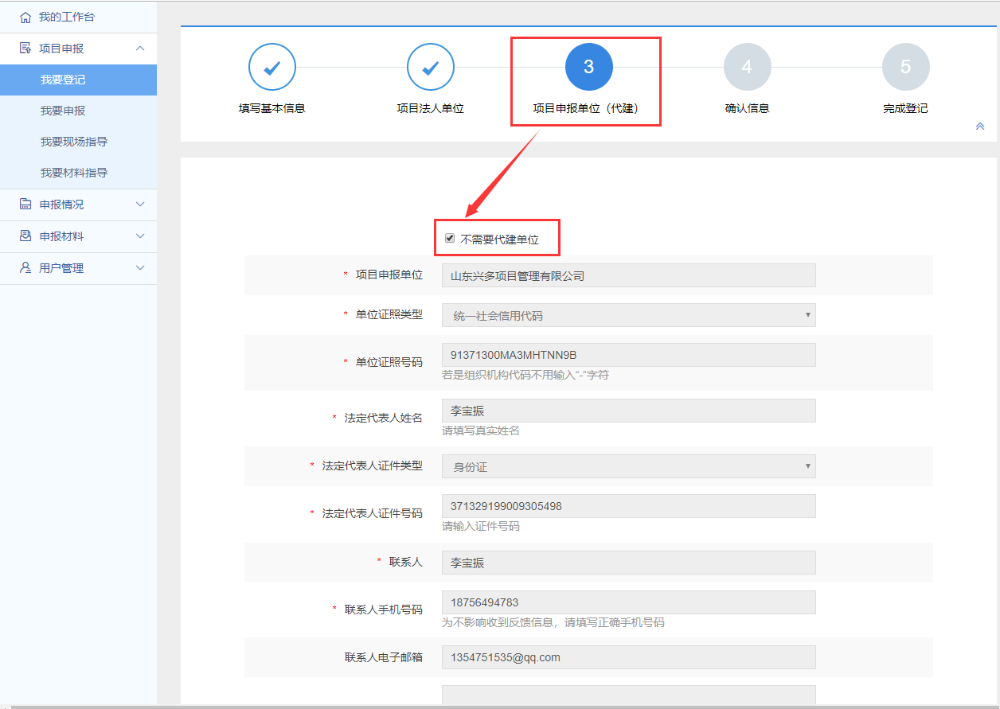 我的工作台
项目申报
我要登记
我要申报
我要现场指导
我要材料指导
申报情况
申报材料
用户管理
3
4
5
填写基本信息
项目法人单位
项目申报单位（代建）
确认信息
完成登记
不需要代建单位
* 项目申报单位
山东兴多项目管理有限公司
* 单位证照类型
统一社会信用代码
* 单位证照号码
91371300MA3MHTNN9B
若是组织机构代码不用输入“-”字符
* 法定代表人姓名
李宝振
请填写真实姓名
* 法定代表人证件类型
身份证
* 法定代表人证件号码
371329199009305498
请输入证件号码
* 联系人
李宝振
* 联系人手机号码
18756494783
为不影响收到反馈信息，请填写正确手机号码
联系人电子邮箱
1354751535@qq.com